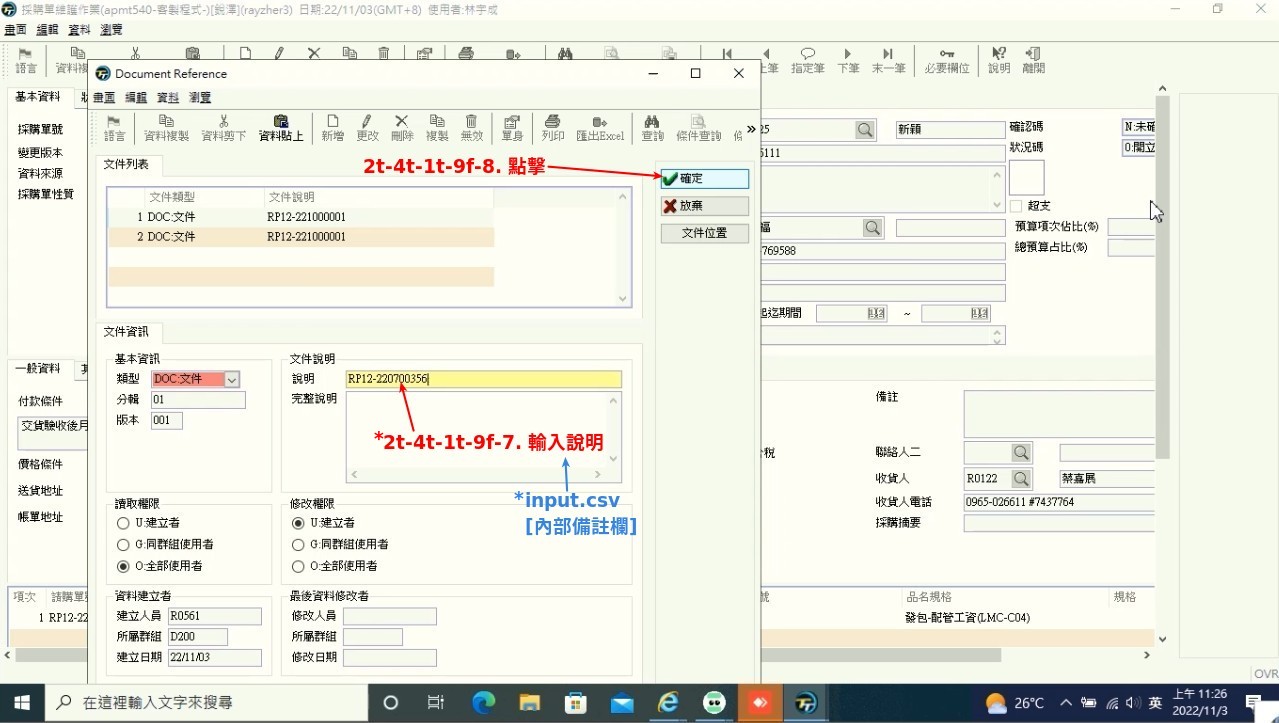 採購單維護作業(apmt540-客製程式-)[銳澤](rayzher3) 日期:22/11/03(GMT+8) 使用者:林宇成
畫面 編輯 資料 瀏覽
語言 資料複
上筆 指定筆 下筆 末一筆 必要欄位 說明 離開
Document Reference
畫面 編輯 資料 瀏覽
語言 資料複製 資料剪下 資料貼上 新增 更改 刪除 複製 無效 單身 列印 匯出Excel 查詢 條件查詢 »
基本資料
採購單號
變更版本
資料來源
採購單性質
文件列表
文件類型 文件說明
1 DOC:文件 RP12-221000001
2 DOC:文件 RP12-221000001
2t-4t-1t-9f-8. 點擊
確定
放棄
文件位置
25 新穎 確認碼 N:未確
5111 狀況碼 O:開立
超支
福 預算項次佔比(%)
769588 總預算占比(%)
起迄期間 ~
文件資訊
基本資訊
類型 DOC:文件
分輯 01
版本 001
文件說明
說明 RP12-220700356
完整說明
*2t-4t-1t-9f-7. 輸入說明
*input.csv
[內部備註欄]
讀取權限
U:建立者
G:同群組使用者
O:全部使用者
修改權限
U:建立者
G:同群組使用者
O:全部使用者
資料建立者
建立人員 R0561
所屬群組 D200
建立日期 22/11/03
最後資料修改者
修改人員
所屬群組
修改日期
一般資料
付款條件
交貨驗收後月
價格條件
送貨地址
帳單地址
備註
稅 聯絡人二
收貨人 R0122 禁嘉展
收貨人電話 0965-026611 #7437764
採購摘要
項次 請購單
1 RP12-22
號 品名規格 規格
發包-配管工資(LMC-C04)
OVR
在這裡輸入文字來搜尋
26°C 英 上午 11:26
2022/11/3